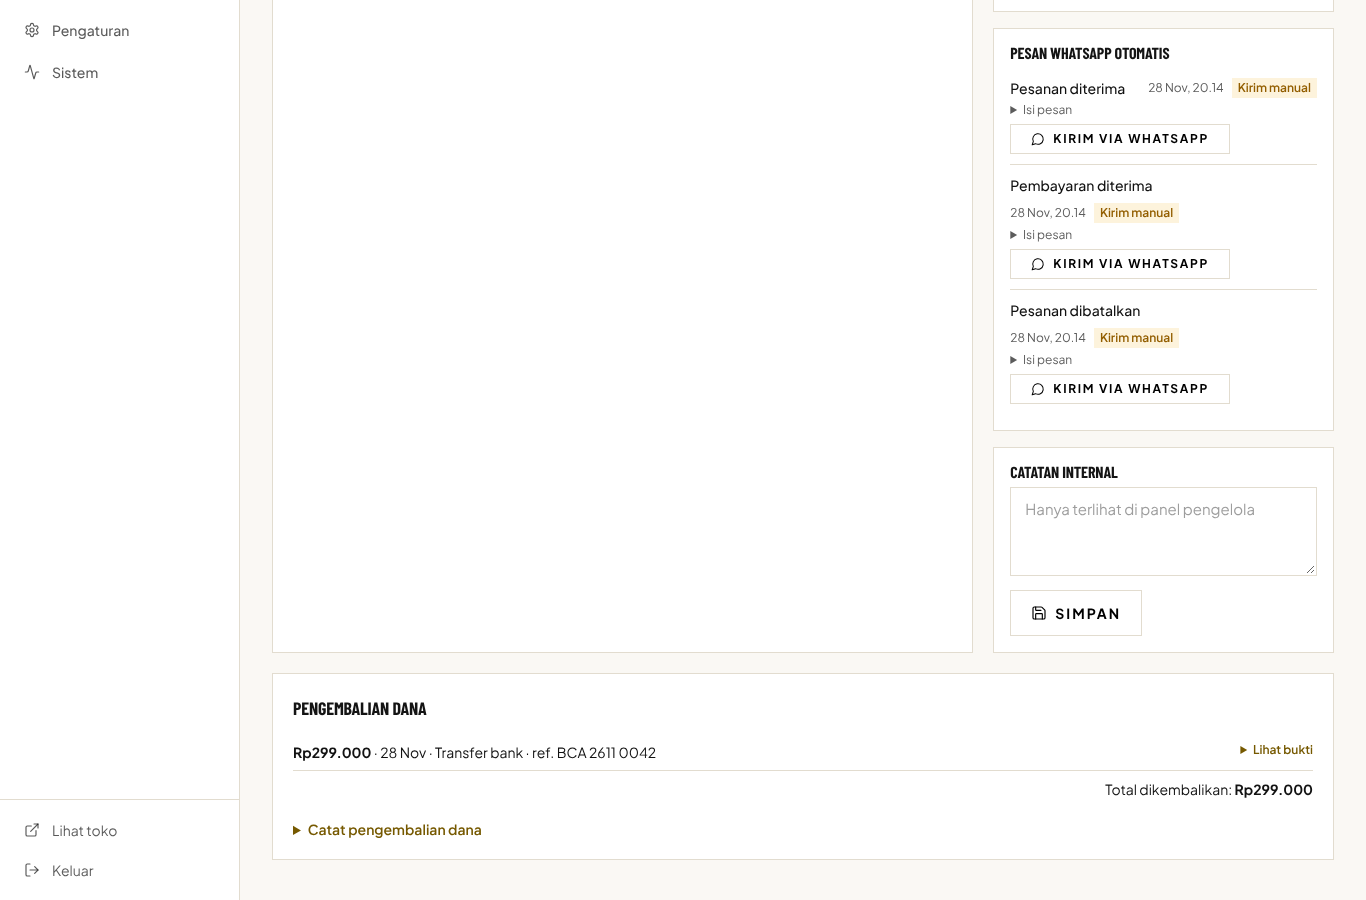 Pengaturan
Sistem
PESAN WHATSAPP OTOMATIS
Pesanan diterima 28 Nov, 20.14 Kirim manual
Isi pesan
KIRIM VIA WHATSAPP
Pembayaran diterima
28 Nov, 20.14 Kirim manual
Isi pesan
KIRIM VIA WHATSAPP
Pesanan dibatalkan
28 Nov, 20.14 Kirim manual
Isi pesan
KIRIM VIA WHATSAPP
CATATAN INTERNAL
Hanya terlihat di panel pengelola
SIMPAN
PENGEMBALIAN DANA
Rp299.000 · 28 Nov · Transfer bank · ref. BCA 2611 0042 Lihat bukti
Total dikembalikan: Rp299.000
Catat pengembalian dana
Lihat toko
Keluar